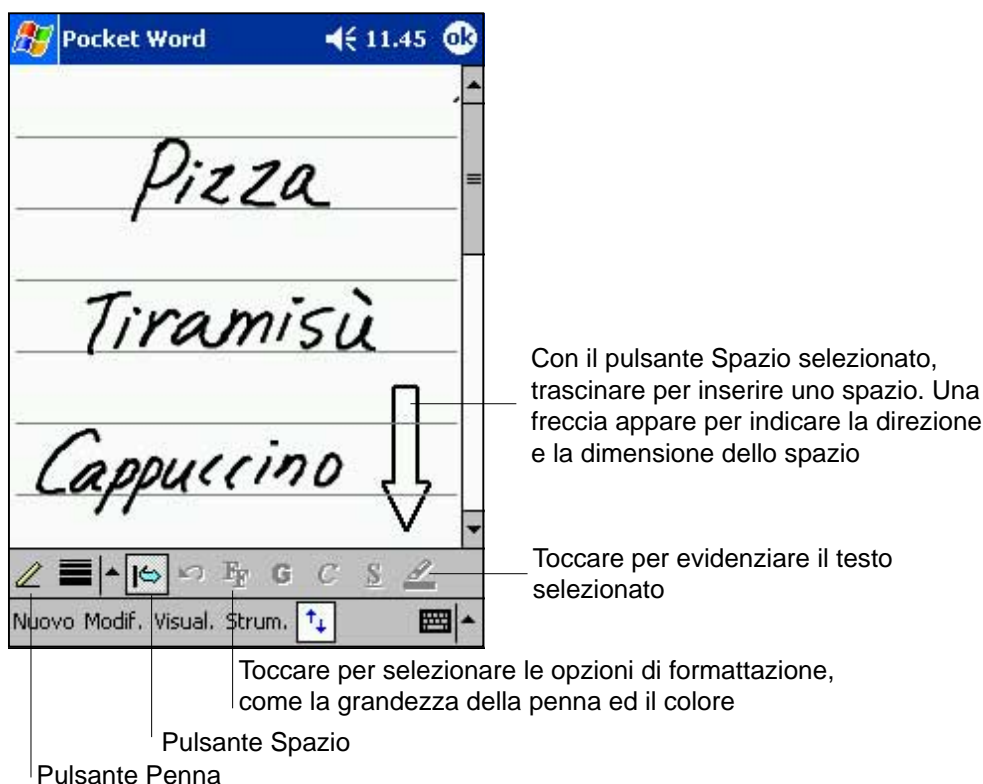 Pocket Word 11.45 ok
Pizza
Tiramisù
Cappuccino
Con il pulsante Spazio selezionato,
trascinare per inserire uno spazio. Una
freccia appare per indicare la direzione
e la dimensione dello spazio
Toccare per evidenziare il testo
selezionato
FF G C S
Nuovo Modif. Visual. Strum.
Toccare per selezionare le opzioni di formattazione,
come la grandezza della penna ed il colore
Pulsante Spazio
Pulsante Penna